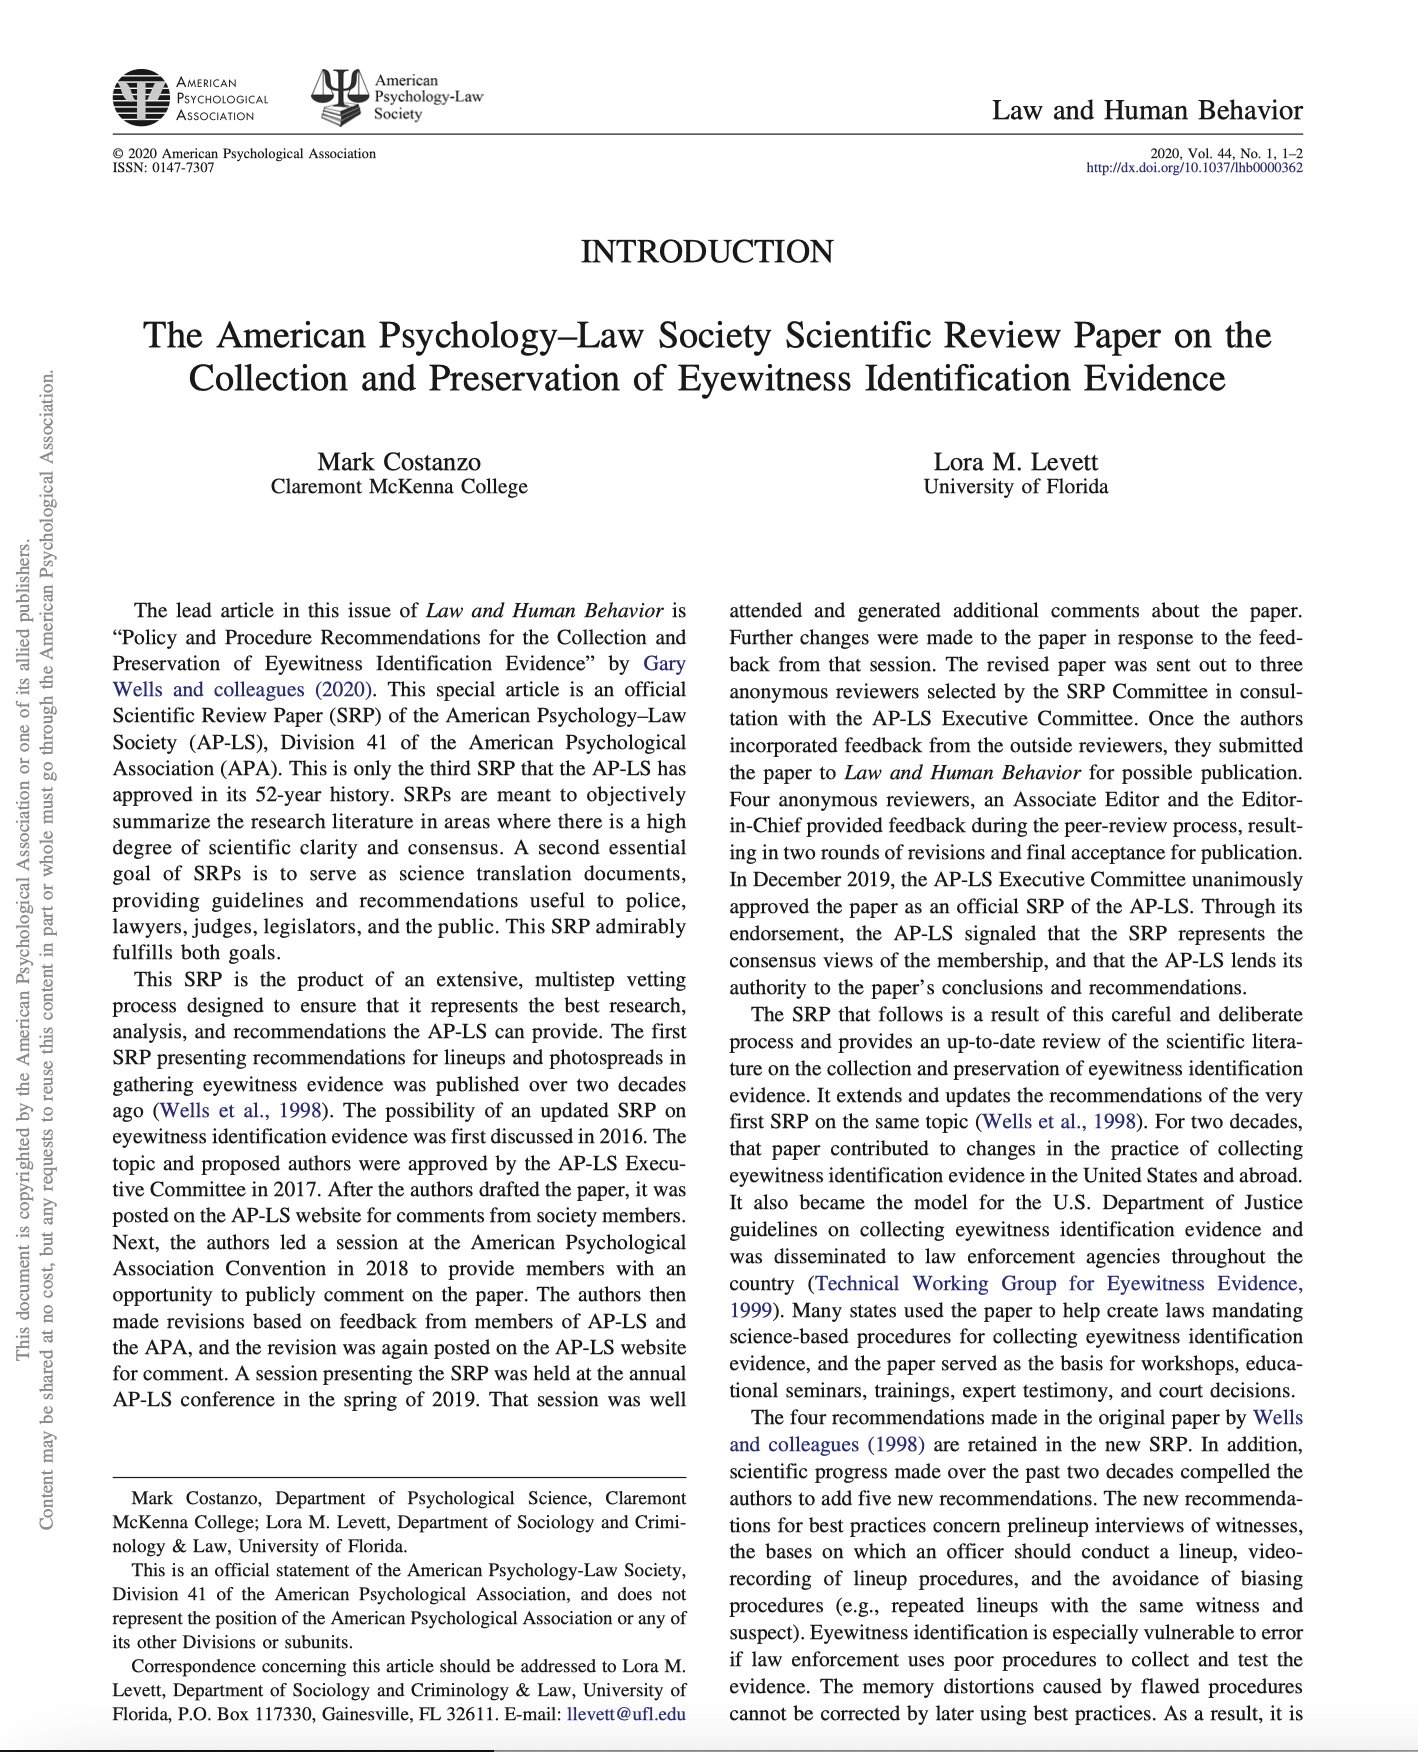 AMERICAN
PSYCHOLOGICAL
ASSOCIATION
American
Psychology-Law
Society
Law and Human Behavior
© 2020 American Psychological Association
ISSN: 0147-7307
2020, Vol. 44, No. 1, 1–2
http://dx.doi.org/10.1037/lhb0000362
INTRODUCTION
The American Psychology–Law Society Scientific Review Paper on the
Collection and Preservation of Eyewitness Identification Evidence
Mark Costanzo
Claremont McKenna College
Lora M. Levett
University of Florida
The lead article in this issue of Law and Human Behavior is
“Policy and Procedure Recommendations for the Collection and
Preservation of Eyewitness Identification Evidence” by Gary
Wells and colleagues (2020). This special article is an official
Scientific Review Paper (SRP) of the American Psychology–Law
Society (AP-LS), Division 41 of the American Psychological
Association (APA). This is only the third SRP that the AP-LS has
approved in its 52-year history. SRPs are meant to objectively
summarize the research literature in areas where there is a high
degree of scientific clarity and consensus. A second essential
goal of SRPs is to serve as science translation documents,
providing guidelines and recommendations useful to police,
lawyers, judges, legislators, and the public. This SRP admirably
fulfills both goals.
This SRP is the product of an extensive, multistep vetting
process designed to ensure that it represents the best research,
analysis, and recommendations the AP-LS can provide. The first
SRP presenting recommendations for lineups and photospreads in
gathering eyewitness evidence was published over two decades
ago (Wells et al., 1998). The possibility of an updated SRP on
eyewitness identification evidence was first discussed in 2016. The
topic and proposed authors were approved by the AP-LS Execu-
tive Committee in 2017. After the authors drafted the paper, it was
posted on the AP-LS website for comments from society members.
Next, the authors led a session at the American Psychological
Association Convention in 2018 to provide members with an
opportunity to publicly comment on the paper. The authors then
made revisions based on feedback from members of AP-LS and
the APA, and the revision was again posted on the AP-LS website
for comment. A session presenting the SRP was held at the annual
AP-LS conference in the spring of 2019. That session was well
Mark Costanzo, Department of Psychological Science, Claremont
McKenna College; Lora M. Levett, Department of Sociology and Crimi-
nology & Law, University of Florida.
This is an official statement of the American Psychology-Law Society,
Division 41 of the American Psychological Association, and does not
represent the position of the American Psychological Association or any of
its other Divisions or subunits.
Correspondence concerning this article should be addressed to Lora M.
Levett, Department of Sociology and Criminology & Law, University of
Florida, P.O. Box 117330, Gainesville, FL 32611. E-mail: llevett@ufl.edu
attended and generated additional comments about the paper.
Further changes were made to the paper in response to the feed-
back from that session. The revised paper was sent out to three
anonymous reviewers selected by the SRP Committee in consul-
tation with the AP-LS Executive Committee. Once the authors
incorporated feedback from the outside reviewers, they submitted
the paper to Law and Human Behavior for possible publication.
Four anonymous reviewers, an Associate Editor and the Editor-
in-Chief provided feedback during the peer-review process, result-
ing in two rounds of revisions and final acceptance for publication.
In December 2019, the AP-LS Executive Committee unanimously
approved the paper as an official SRP of the AP-LS. Through its
endorsement, the AP-LS signaled that the SRP represents the
consensus views of the membership, and that the AP-LS lends its
authority to the paper’s conclusions and recommendations.
The SRP that follows is a result of this careful and deliberate
process and provides an up-to-date review of the scientific litera-
ture on the collection and preservation of eyewitness identification
evidence. It extends and updates the recommendations of the very
first SRP on the same topic (Wells et al., 1998). For two decades,
that paper contributed to changes in the practice of collecting
eyewitness identification evidence in the United States and abroad.
It also became the model for the U.S. Department of Justice
guidelines on collecting eyewitness identification evidence and
was disseminated to law enforcement agencies throughout the
country (Technical Working Group for Eyewitness Evidence,
1999). Many states used the paper to help create laws mandating
science-based procedures for collecting eyewitness identification
evidence, and the paper served as the basis for workshops, educa-
tional seminars, trainings, expert testimony, and court decisions.
The four recommendations made in the original paper by Wells
and colleagues (1998) are retained in the new SRP. In addition,
scientific progress made over the past two decades compelled the
authors to add five new recommendations. The new recommenda-
tions for best practices concern prelineup interviews of witnesses,
the bases on which an officer should conduct a lineup, video-
recording of lineup procedures, and the avoidance of biasing
procedures (e.g., repeated lineups with the same witness and
suspect). Eyewitness identification is especially vulnerable to error
if law enforcement uses poor procedures to collect and test the
evidence. The memory distortions caused by flawed procedures
cannot be corrected by later using best practices. As a result, it is
This document is copyrighted by the American Psychological Association or one of its allied publishers.
Content may be shared at no cost, but any requests to reuse this content in part or whole must go through the American Psychological Association.